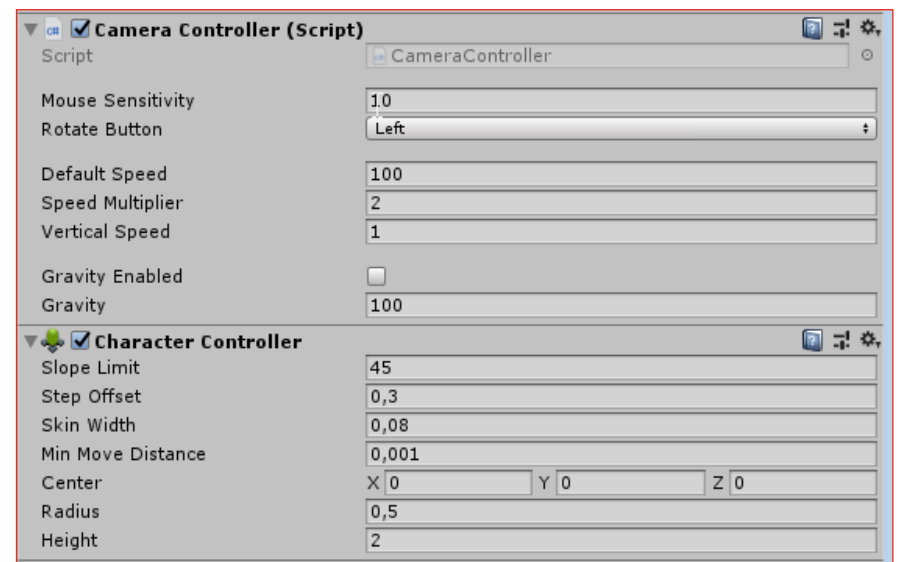 Camera Controller (Script)
Script CameraController
Mouse Sensitivity 10
Rotate Button Left
Default Speed 100
Speed Multiplier 2
Vertical Speed 1
Gravity Enabled
Gravity 100
Character Controller
Slope Limit 45
Step Offset 0,3
Skin Width 0,08
Min Move Distance 0,001
Center X 0 Y 0 Z 0
Radius 0,5
Height 2